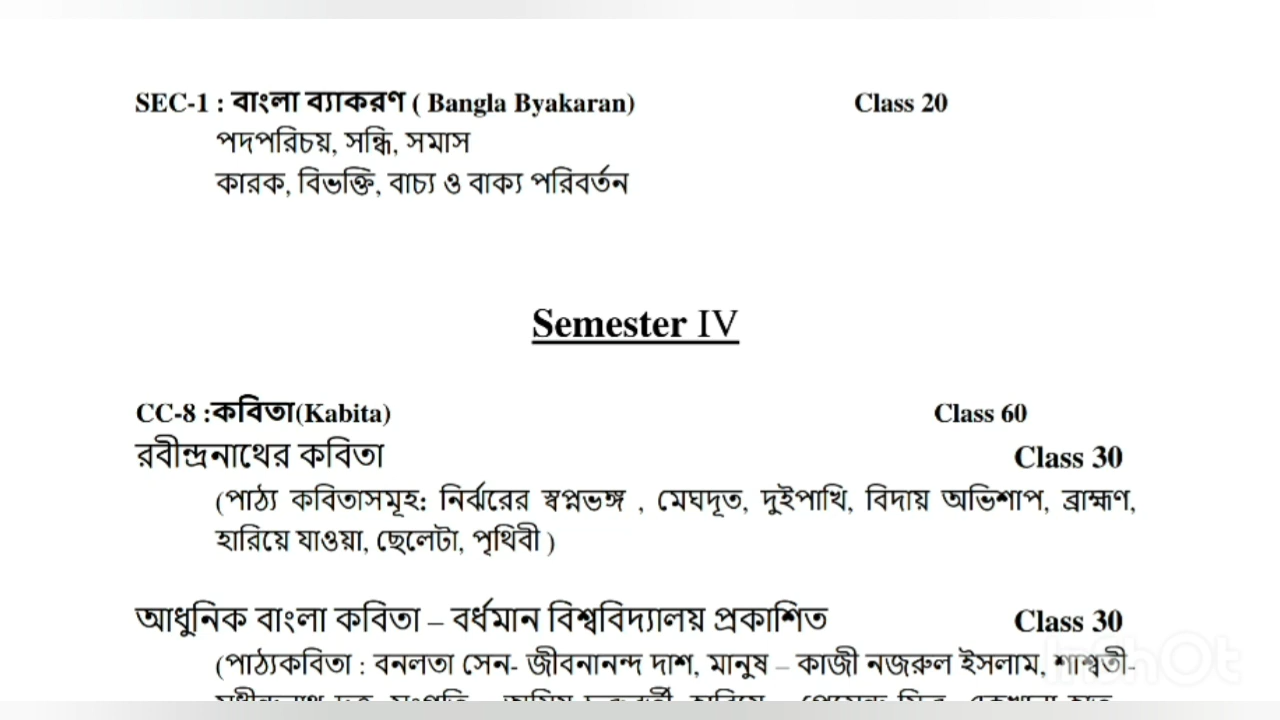 SEC-1 : বাংলা ব্যাকরণ ( Bangla Byakaran) Class 20
পদপরিচয়, সন্ধি, সমাস
কারক, বিভক্তি, বাচ্য ও বাক্য পরিবর্তন
Semester IV
CC-8 :কবিতা(Kabita) Class 60
রবীন্দ্রনাথের কবিতা Class 30
(পাঠ্য কবিতাসমূহ: নির্ঝরের স্বপ্নভঙ্গ , মেঘদূত, দুইপাখি, বিদায় অভিশাপ, ব্রাহ্মণ,
হারিয়ে যাওয়া, ছেলেটা, পৃথিবী )
আধুনিক বাংলা কবিতা – বর্ধমান বিশ্ববিদ্যালয় প্রকাশিত Class 30
(পাঠ্যকবিতা : বনলতা সেন- জীবনানন্দ দাশ, মানুষ – কাজী নজরুল ইসলাম, শাশ্বতী-
InShOt